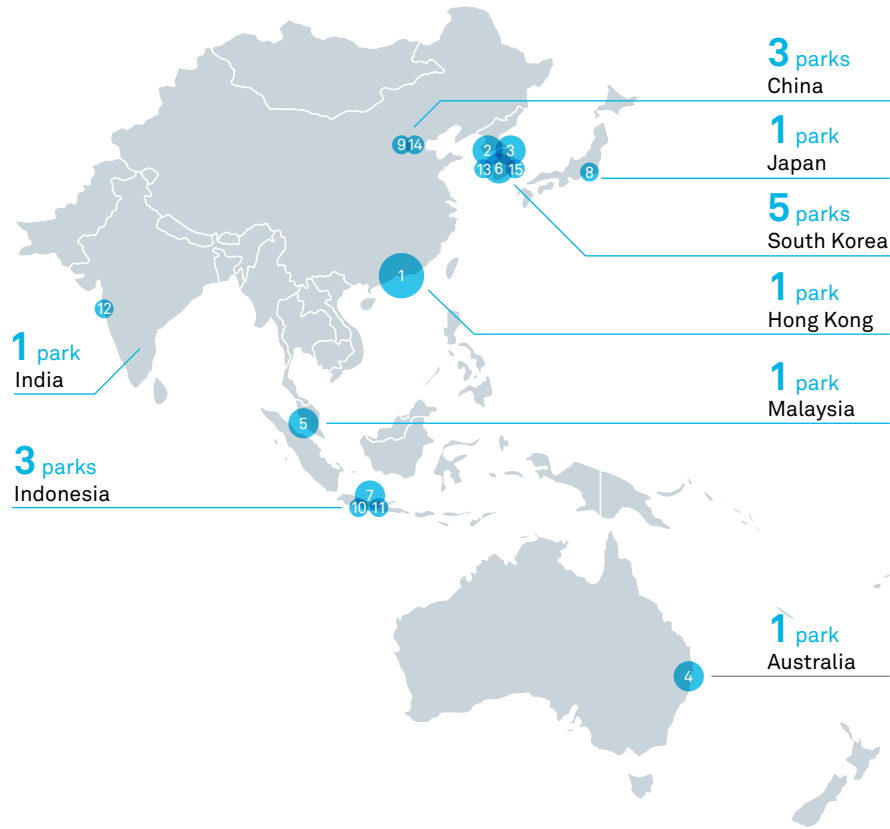 3 parks
China
1 park
Japan
5 parks
South Korea
1 park
Hong Kong
1 park
Malaysia
1 park
Australia
1 park
India
3 parks
Indonesia
9 14
2 3
13 6 15
8
1
12
5
7
10 11
4